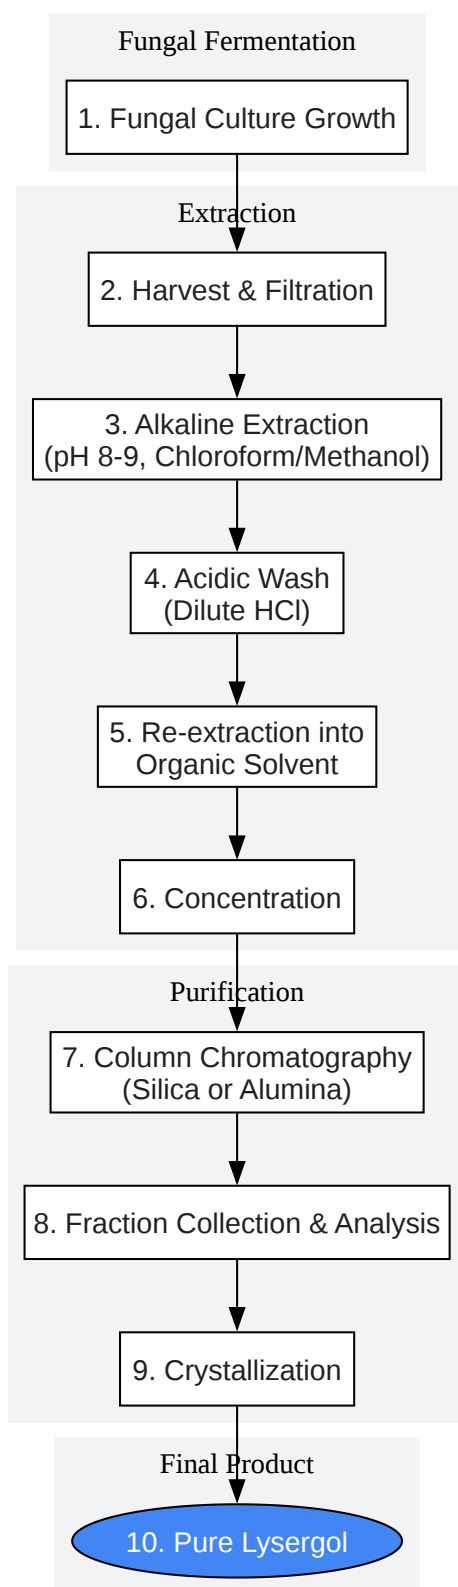 Fungal Fermentation
1. Fungal Culture Growth
Extraction
2. Harvest & Filtration
3. Alkaline Extraction
(pH 8-9, Chloroform/Methanol)
4. Acidic Wash
(Dilute HCl)
5. Re-extraction into
Organic Solvent
6. Concentration
Purification
7. Column Chromatography
(Silica or Alumina)
8. Fraction Collection & Analysis
9. Crystallization
Final Product
10. Pure Lysergol